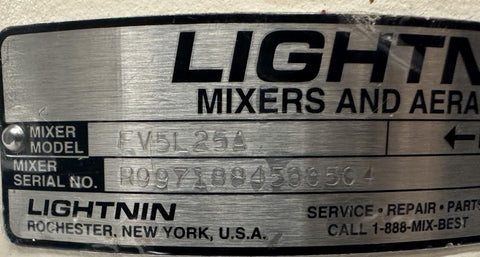 LIGHTN
MIXERS AND AERA
MIXER MODEL EV5L25A
MIXER SERIAL NO.
LIGHTNIN
ROCHESTER, NEW YORK, U.S.A.
SERVICE • REPAIR • PARTS
CALL 1-888-MIX-BEST